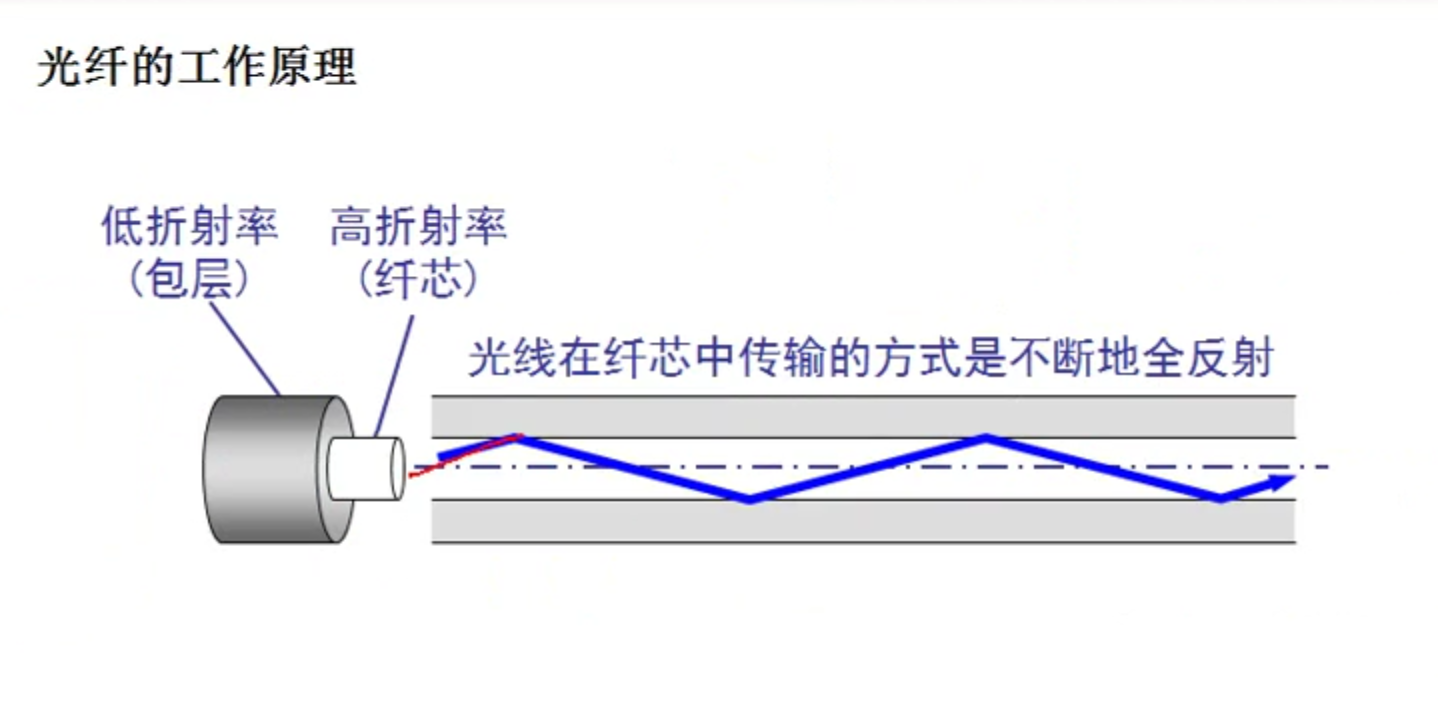 光纤的工作原理
低折射率
（包层）
高折射率
（纤芯）
光线在纤芯中传输的方式是不断地全反射